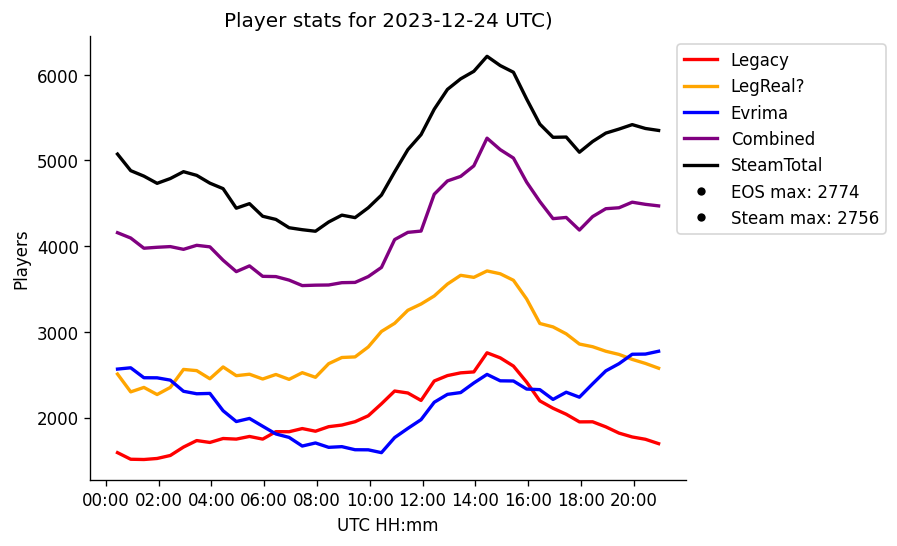 Player stats for 2023-12-24 UTC)
6000
5000
4000
3000
2000
Players
00:00 02:00 04:00 06:00 08:00 10:00 12:00 14:00 16:00 18:00 20:00
UTC HH:mm
Legacy
LegReal?
Evrima
Combined
SteamTotal
EOS max: 2774
Steam max: 2756